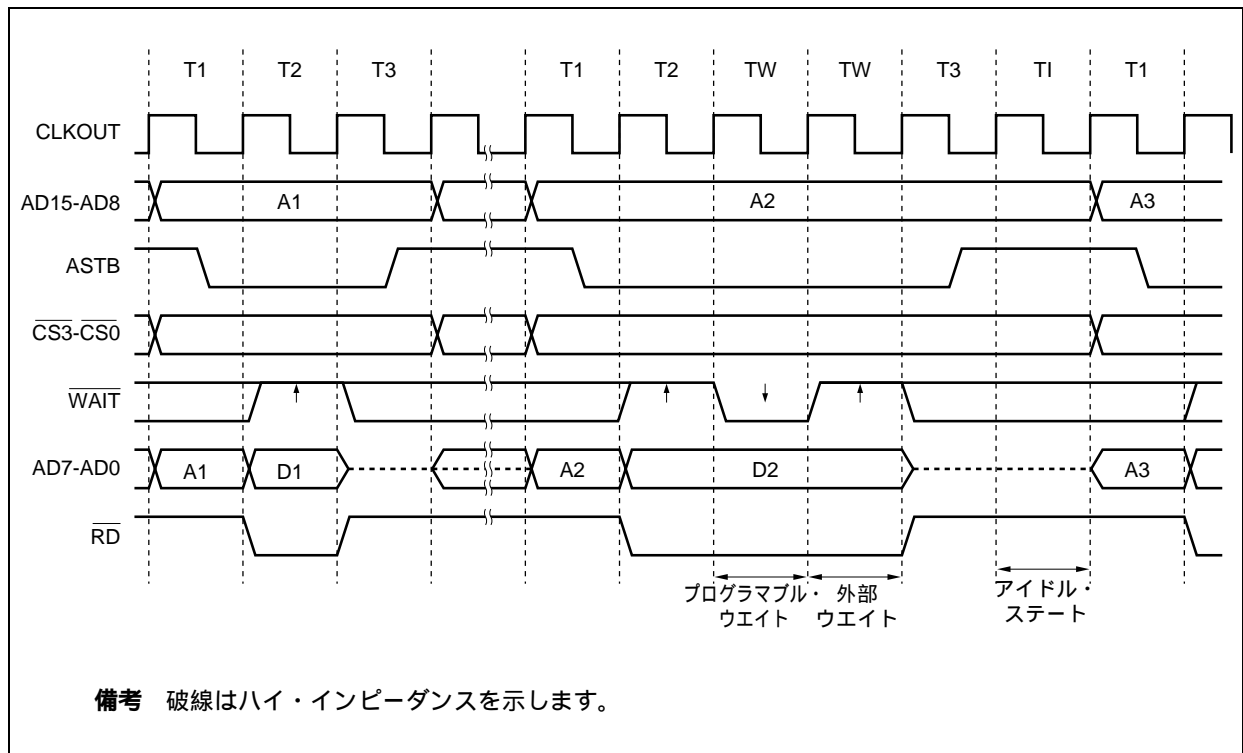 T1 T2 T3 T1 T2 TW TW T3 TI T1
CLKOUT
AD15-AD8 A1 A2 A3
ASTB
CS3-CS0
WAIT
AD7-AD0 A1 D1 A2 D2 A3
RD
プログラマブル・ 外部 アイドル・
ウエイト ウエイト ステート
備考 破線はハイ・インピーダンスを示します。